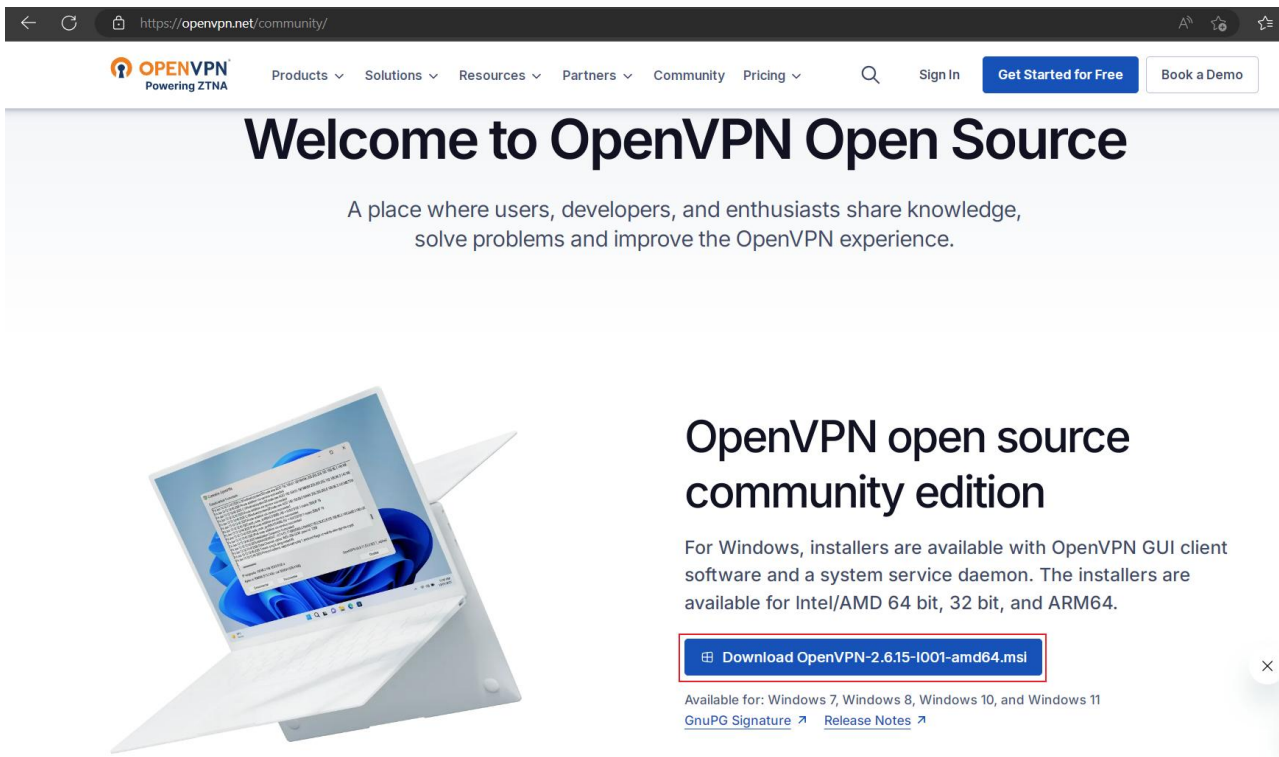 https://openvpn.net/community/
OPENVPN
Powering ZTNA
Products Solutions Resources Partners Community Pricing Sign In Get Started for Free Book a Demo
Welcome to OpenVPN Open Source
A place where users, developers, and enthusiasts share knowledge,
solve problems and improve the OpenVPN experience.
OpenVPN open source
community edition
For Windows, installers are available with OpenVPN GUI client
software and a system service daemon. The installers are
available for Intel/AMD 64 bit, 32 bit, and ARM64.
Download OpenVPN-2.6.15-I001-amd64.msi
Available for: Windows 7, Windows 8, Windows 10, and Windows 11
GnuPG Signature Release Notes